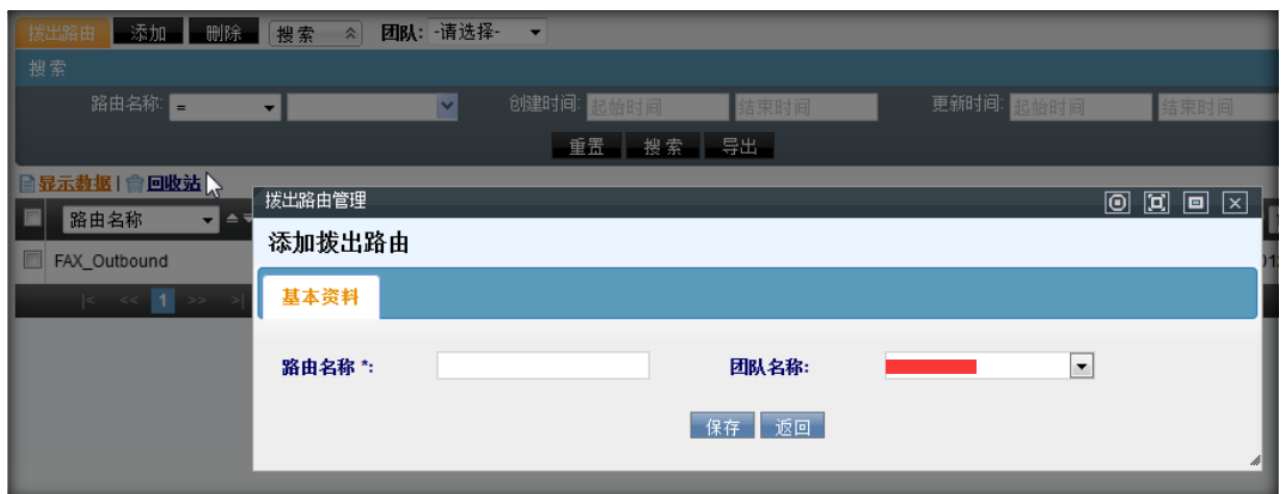 拨出路由 添加 删除 搜索 团队: -请选择-
搜索
路由名称: = 创建时间: 起始时间 结束时间 更新时间: 起始时间 结束时间
重置 搜索 导出
显示数据 | 回收站
路由名称
拨出路由管理
添加拨出路由
FAX_Outbound
|< << 1 >> >|
基本资料
路由名称 *: 团队名称:
保存 返回